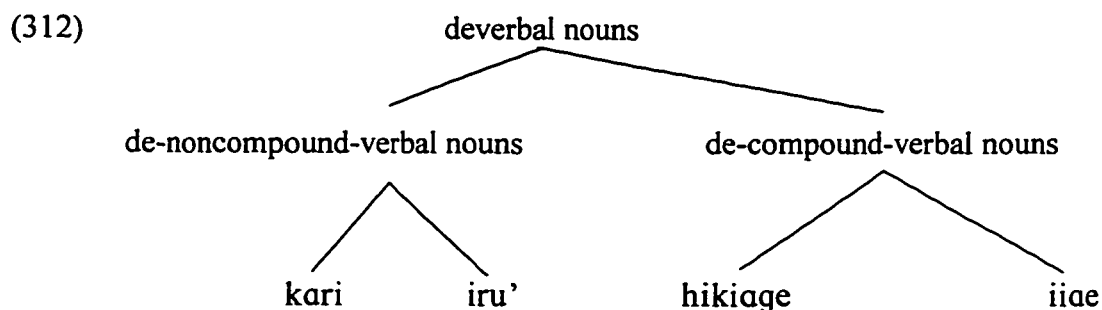 (312) deverbal nouns
de-noncompound-verbal nouns de-compound-verbal nouns
kari iru’ hikiage iiae